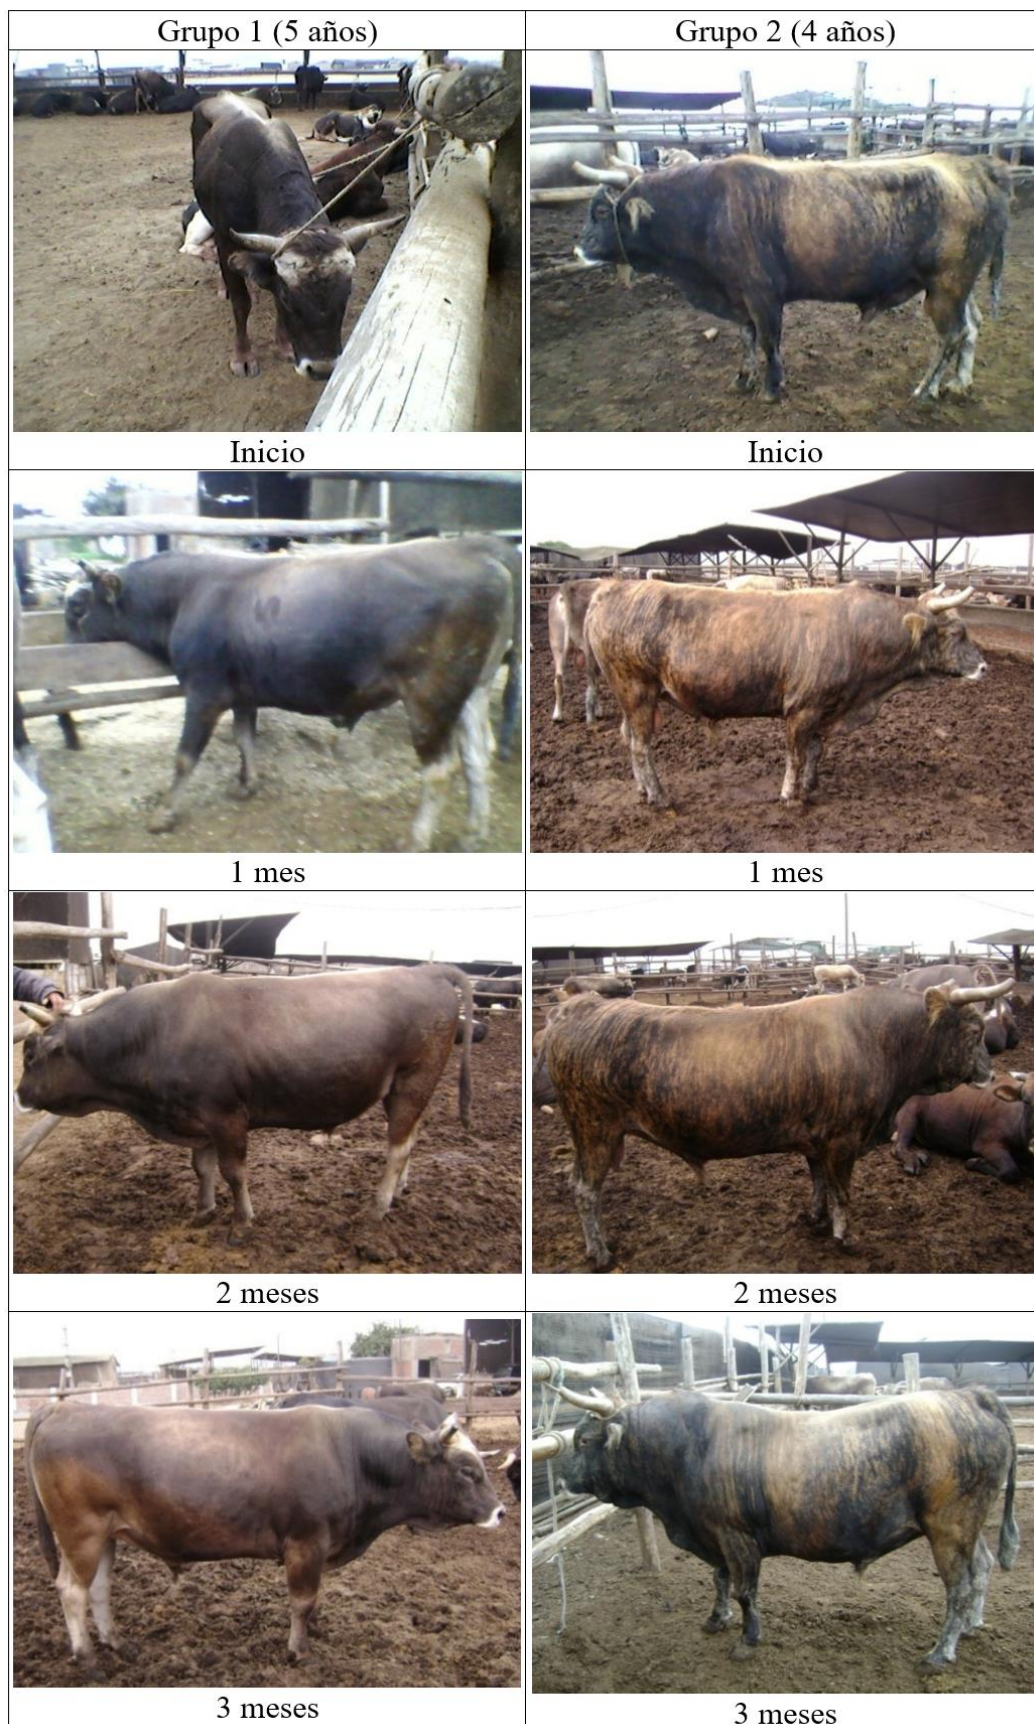 Grupo 1 (5 años)
Grupo 2 (4 años)
Inicio
Inicio
1 mes
1 mes
2 meses
2 meses
3 meses
3 meses